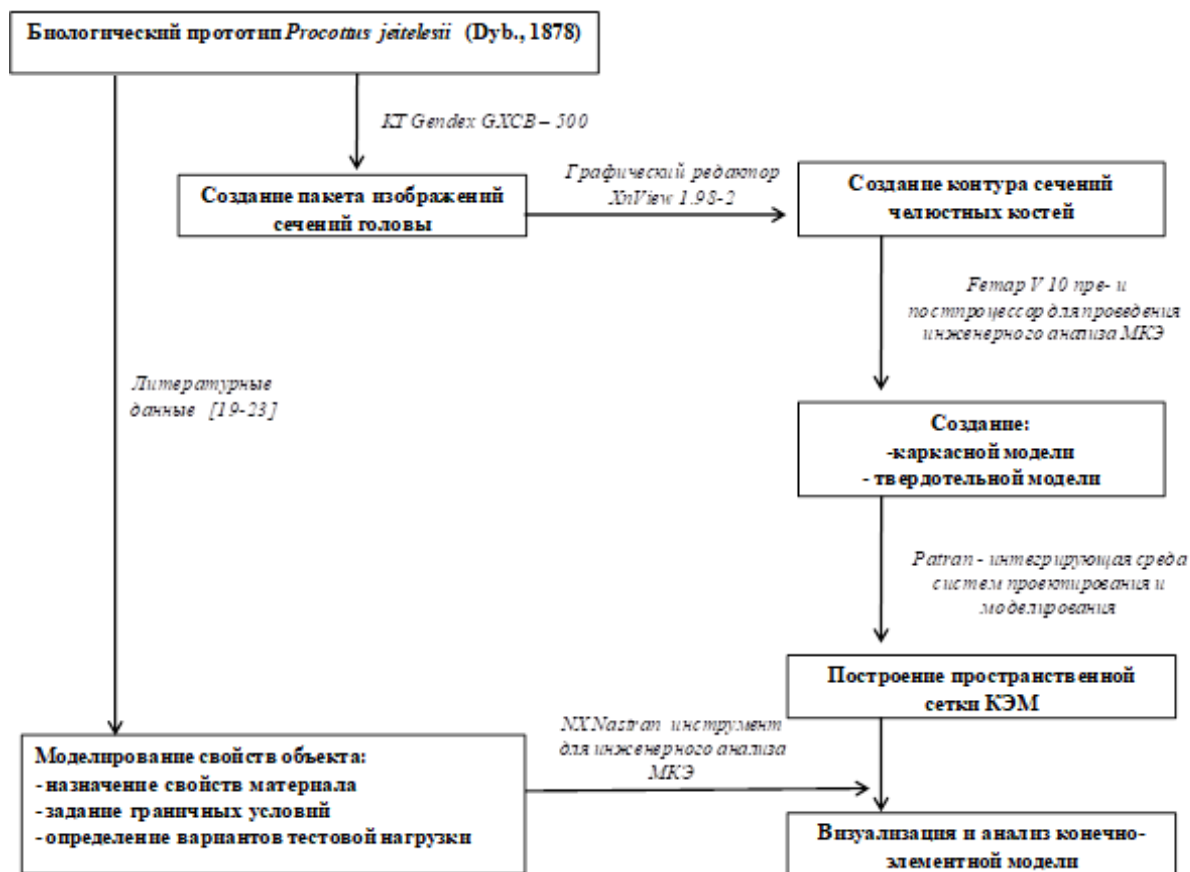 Биологический прототип Procottus jeitelesii (Dyb., 1878)
КТ Gendex GXCB – 500
Создание пакета изображений
сечений головы
Графический редактор
XnView 1.98-2
Создание контура сечений
челюстных костей
Femap V 10 пре- и
постпроцессор для проведения
инженерного анализа МКЭ
Литературные
данные [19-23]
Создание:
-каркасной модели
- твердотельной модели
Patran - интегрирующая среда
систем проектирования и
моделирования
Построение пространственной
сетки КЭМ
NX Nastran инструмент
для инженерного анализа
МКЭ
Моделирование свойств объекта:
- назначение свойств материала
- задание граничных условий
- определение вариантов тестовой нагрузки
Визуализация и анализ конечно-
элементной модели